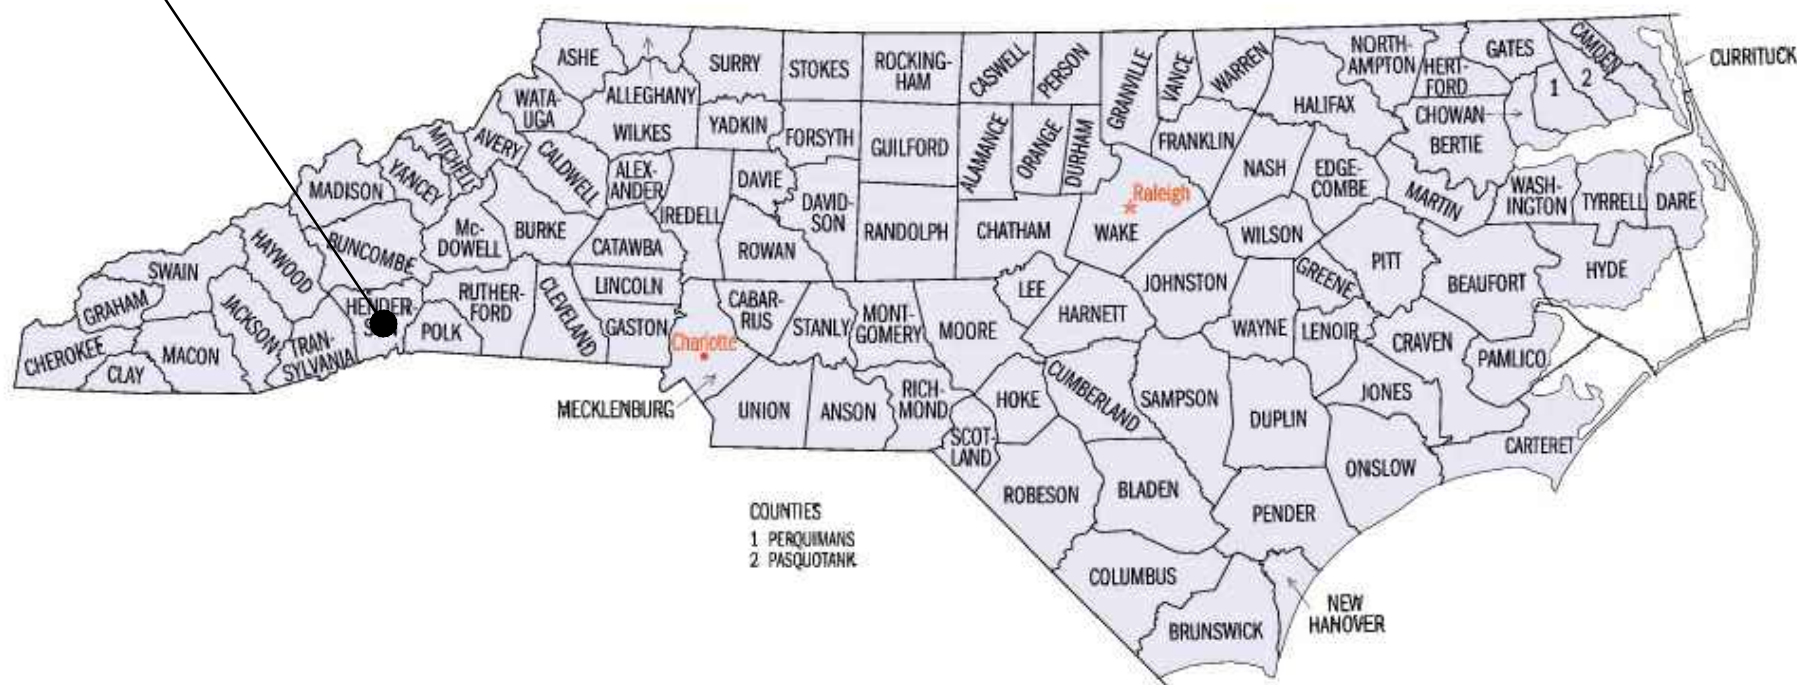 ASHE
SURRY
STOKES
ROCKING-
HAM
CASWELL
PERSON
GRANVILLE
VANCE
WARREN
NORTH-
AMPTON
HERT-
FORD
GATES
CAMDEN
CURRITUCK
WATA-
UGA
ALLEGHANY
WILKES
YADKIN
FORSYTH
GUILFORD
ALAMANCE
ORANGE
DURHAM
FRANKLIN
HALIFAX
CHOWAN
BERTIE
1
2
MITCHELL
AVERY
CALDWELL
ALEX-
ANDER
IREDELL
DAVIE
DAVID-
SON
RANDOLPH
CHATHAM
Raleigh
WAKE
NASH
EDGE-
COMBE
MARTIN
WASH-
INGTON
TYRRELL
DARE
MADISON
YANCEY
Mc-
DOWELL
BURKE
CATAWBA
ROWAN
WILSON
PITT
BEAUFORT
HYDE
SWAIN
HAYWOOD
BUNCOMBE
RUTHER-
FORD
CLEVELAND
LINCOLN
GASTON
CABAR-
RUS
STANLY
MONT-
GOMERY
MOORE
LEE
HARNETT
JOHNSTON
GREENE
WAYNE
LENOIR
CRAVEN
PAMLICO
GRAHAM
JACKSON
HENDER-
POLK
Charlotte
CHEROKEE
CLAY
MACON
TRAN-
SYLVANIA
MECKLENBURG
UNION
ANSON
RICH-
MOND
SCOT-
LAND
HOKE
CUMBERLAND
SAMPSON
DUPLIN
JONES
CARTERET
ONSLOW
ROBESON
BLADEN
PENDER
COLUMBUS
BRUNSWICK
NEW
HANOVER
COUNTIES
1 PERQUIMANS
2 PASQUOTANK